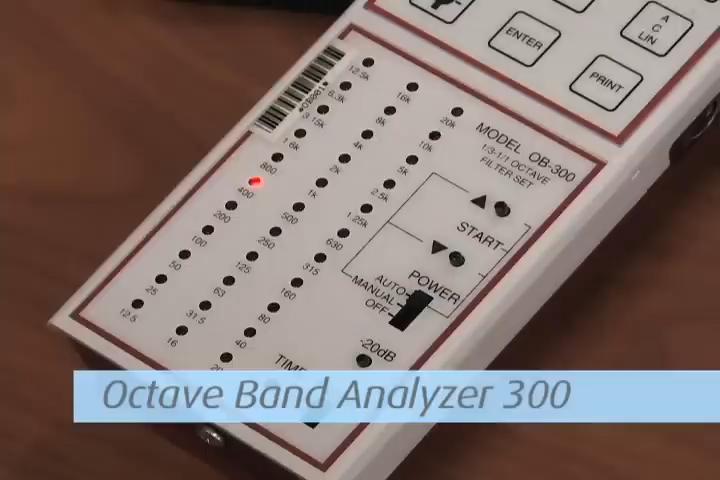 ENTER
A
C
LIN
PRINT
MODEL OB-300
1/3-1/1 OCTAVE
FILTER SET
12.5k
16k
20k
6.3k
8k
10k
3.15k
4k
5k
1.6k
2k
2.5k
800
1k
1.25k
400
500
630
200
250
315
100
125
160
50
63
80
25
31.5
40
12.5
16
20
START
POWER
AUTO
MANUAL
OFF
-20dB
TIME
Octave Band Analyzer 300